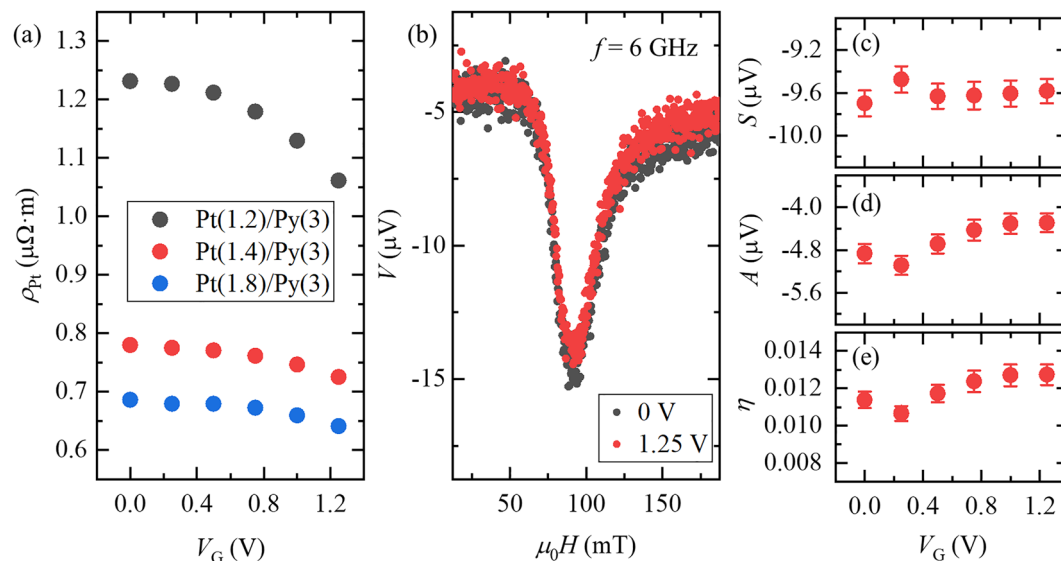 (a)
1.3
1.2
1.1
1.0
0.9
0.8
0.7
0.6
ρPt (μΩ·m)
Pt(1.2)/Py(3)
Pt(1.4)/Py(3)
Pt(1.8)/Py(3)
0.0 0.4 0.8 1.2
VG (V)
(b)
f = 6 GHz
-5
-10
-15
V (μV)
0 V
1.25 V
50 100 150
μ0H (mT)
(c)
-9.2
-9.6
-10.0
S (μV)
(d)
-4.0
-4.8
-5.6
A (μV)
(e)
0.014
0.012
0.010
0.008
η
0.0 0.4 0.8 1.2
VG (V)